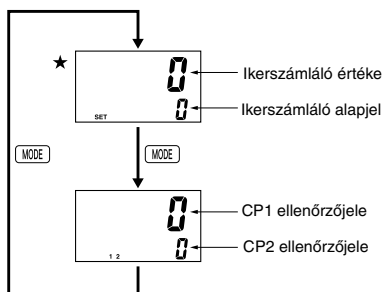 ★
0
Ikerszámláló értéke
0
Ikerszámláló alapjel
SET
MODE
MODE
0
CP1 ellenőrzőjele
0
CP2 ellenőrzőjele
1 2